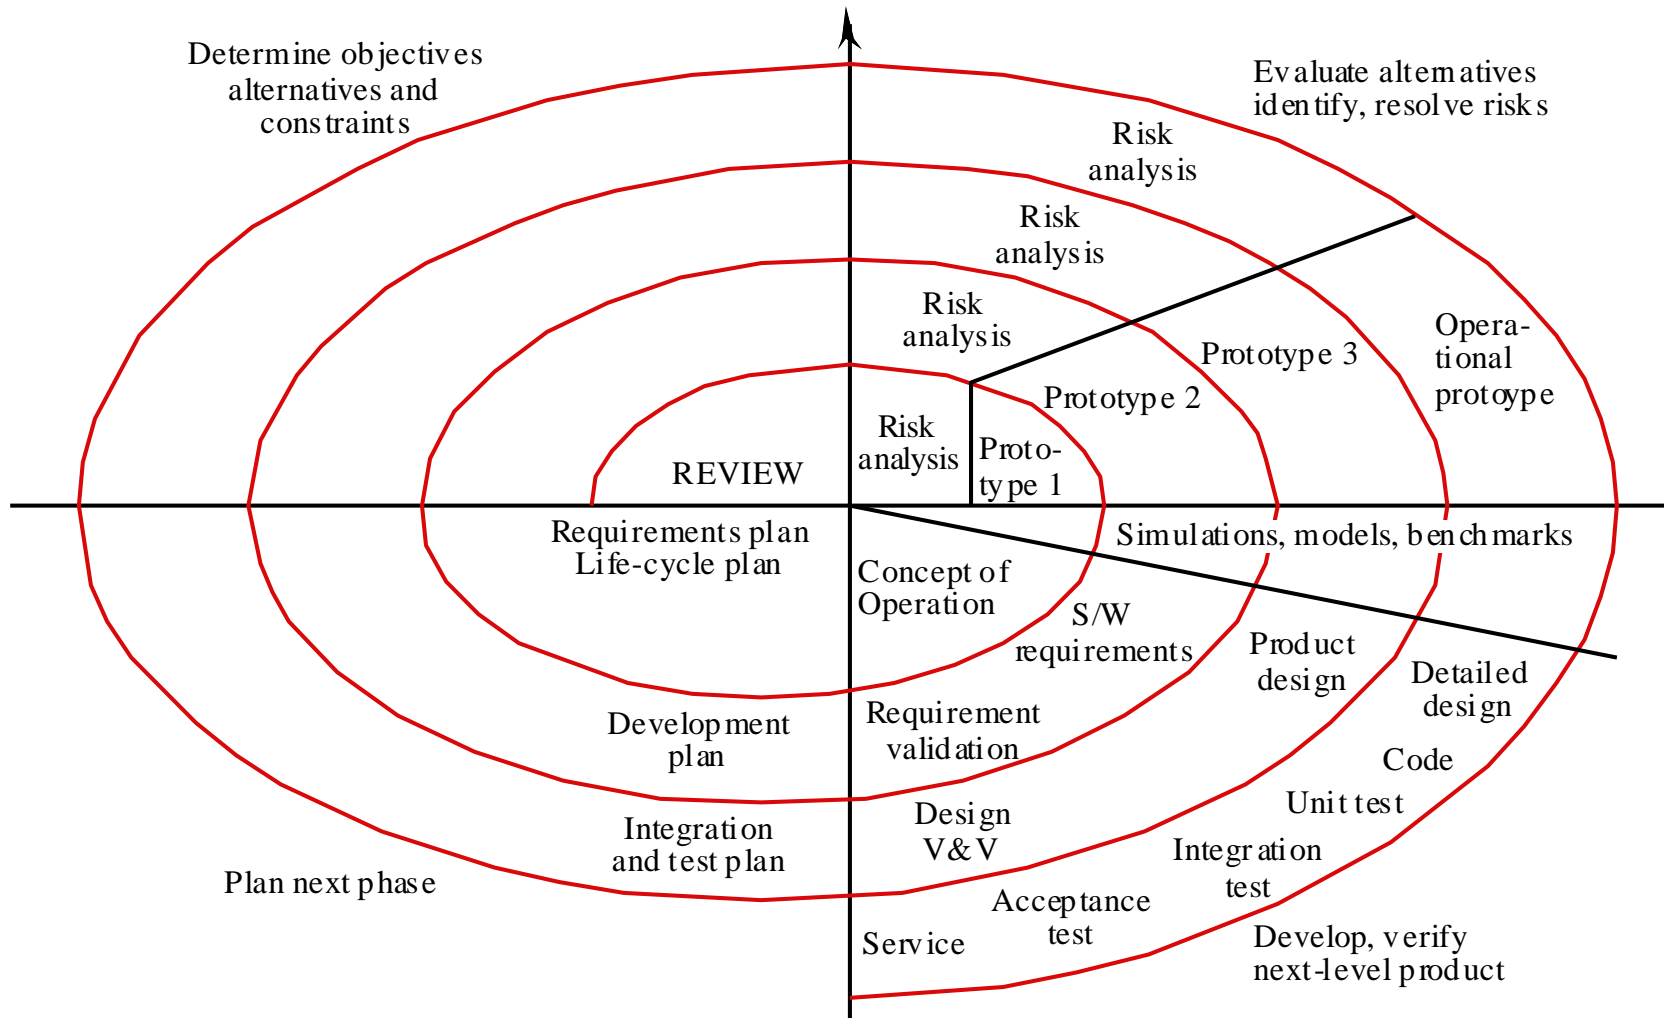 Determine objectives
alternatives and
constraints
Evaluate alternatives
identify, resolve risks
Risk
analysis
Risk
analysis
Risk
analysis
Risk
analysis
Opera-
tional
protoype
Prototype 3
Prototype 2
Proto-
type 1
REVIEW
Requirements plan
Life-cycle plan
Simulations, models, benchmarks
Concept of
Operation
S/W
requirements
Product
design
Detailed
design
Development
plan
Requirement
validation
Code
Unit test
Integration
and test plan
Design
V&V
Integration
test
Plan next phase
Acceptance
test
Service
Develop, verify
next-level product